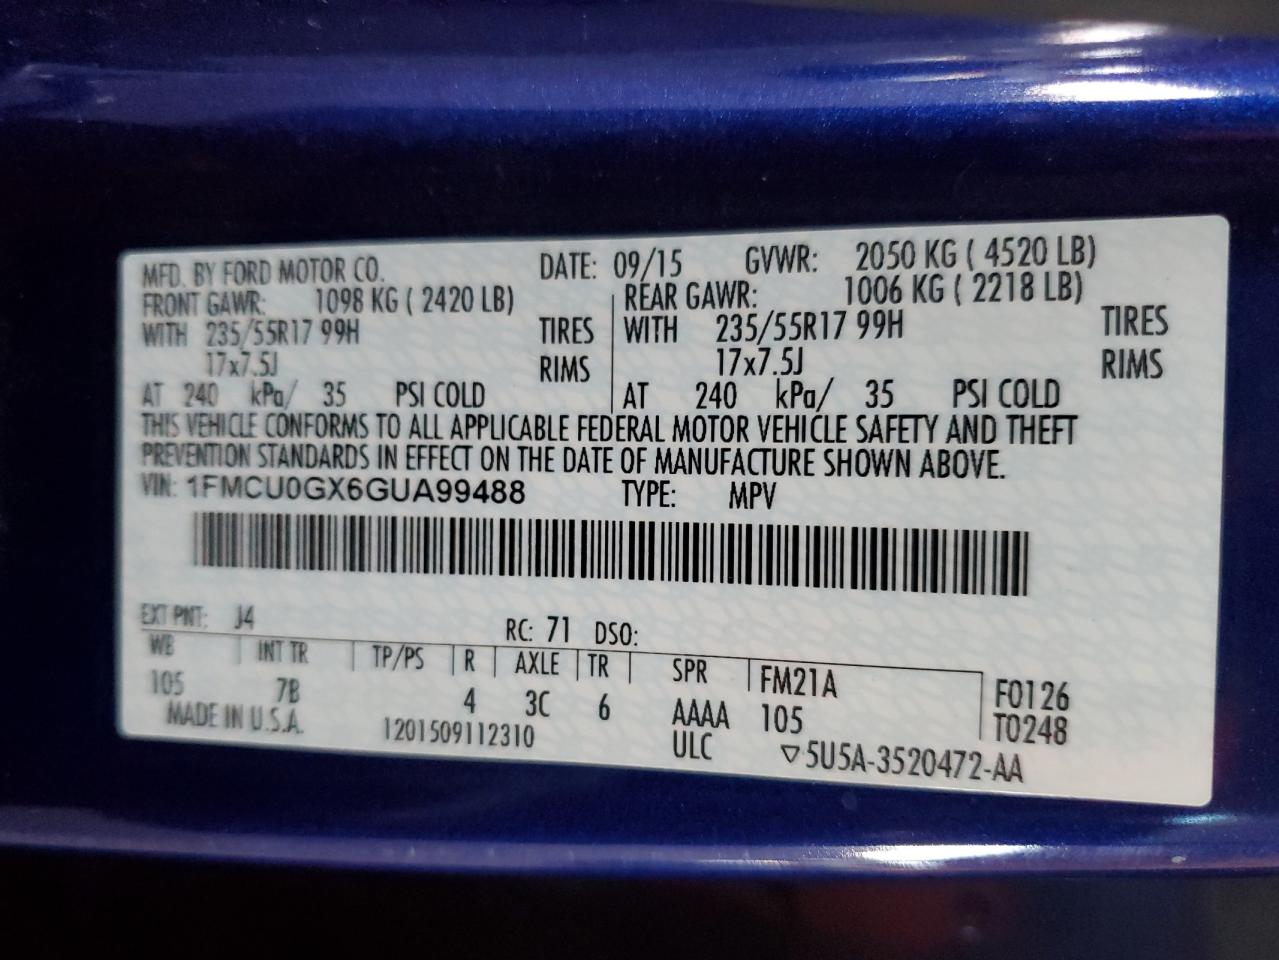 MFD. BY FORD MOTOR CO. DATE: 09/15 GVWR: 2050 KG ( 4520 LB)
FRONT GAWR: 1098 KG ( 2420 LB) REAR GAWR: 1006 KG ( 2218 LB)
WITH 235/55R17 99H TIRES WITH 235/55R17 99H TIRES
17x7.5J RIMS 17x7.5J RIMS
AT 240 kPa/ 35 PSI COLD AT 240 kPa/ 35 PSI COLD
THIS VEHICLE CONFORMS TO ALL APPLICABLE FEDERAL MOTOR VEHICLE SAFETY AND THEFT
PREVENTION STANDARDS IN EFFECT ON THE DATE OF MANUFACTURE SHOWN ABOVE.
VIN: 1FMCU0GX6GUA99488 TYPE: MPV
EXT PNT: J4 RC: 71 DSO:
WB INT TR TP/PS R AXLE TR SPR FM21A F0126
105 7B 4 3C 6 AAAA 105 T0248
MADE IN U.S.A. 1201509112310 ULC ▽5U5A-3520472-AA